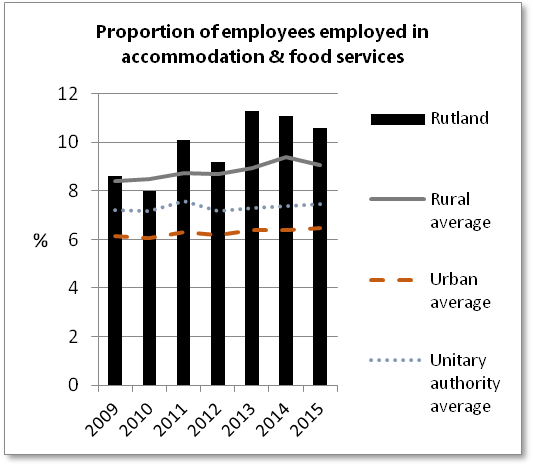 Proportion of employees employed in
accommodation & food services
12
10
8
6
4
2
0
%
2009
2010
2011
2012
2013
2014
2015
Rutland
Rural
average
Urban
average
Unitary
authority
average